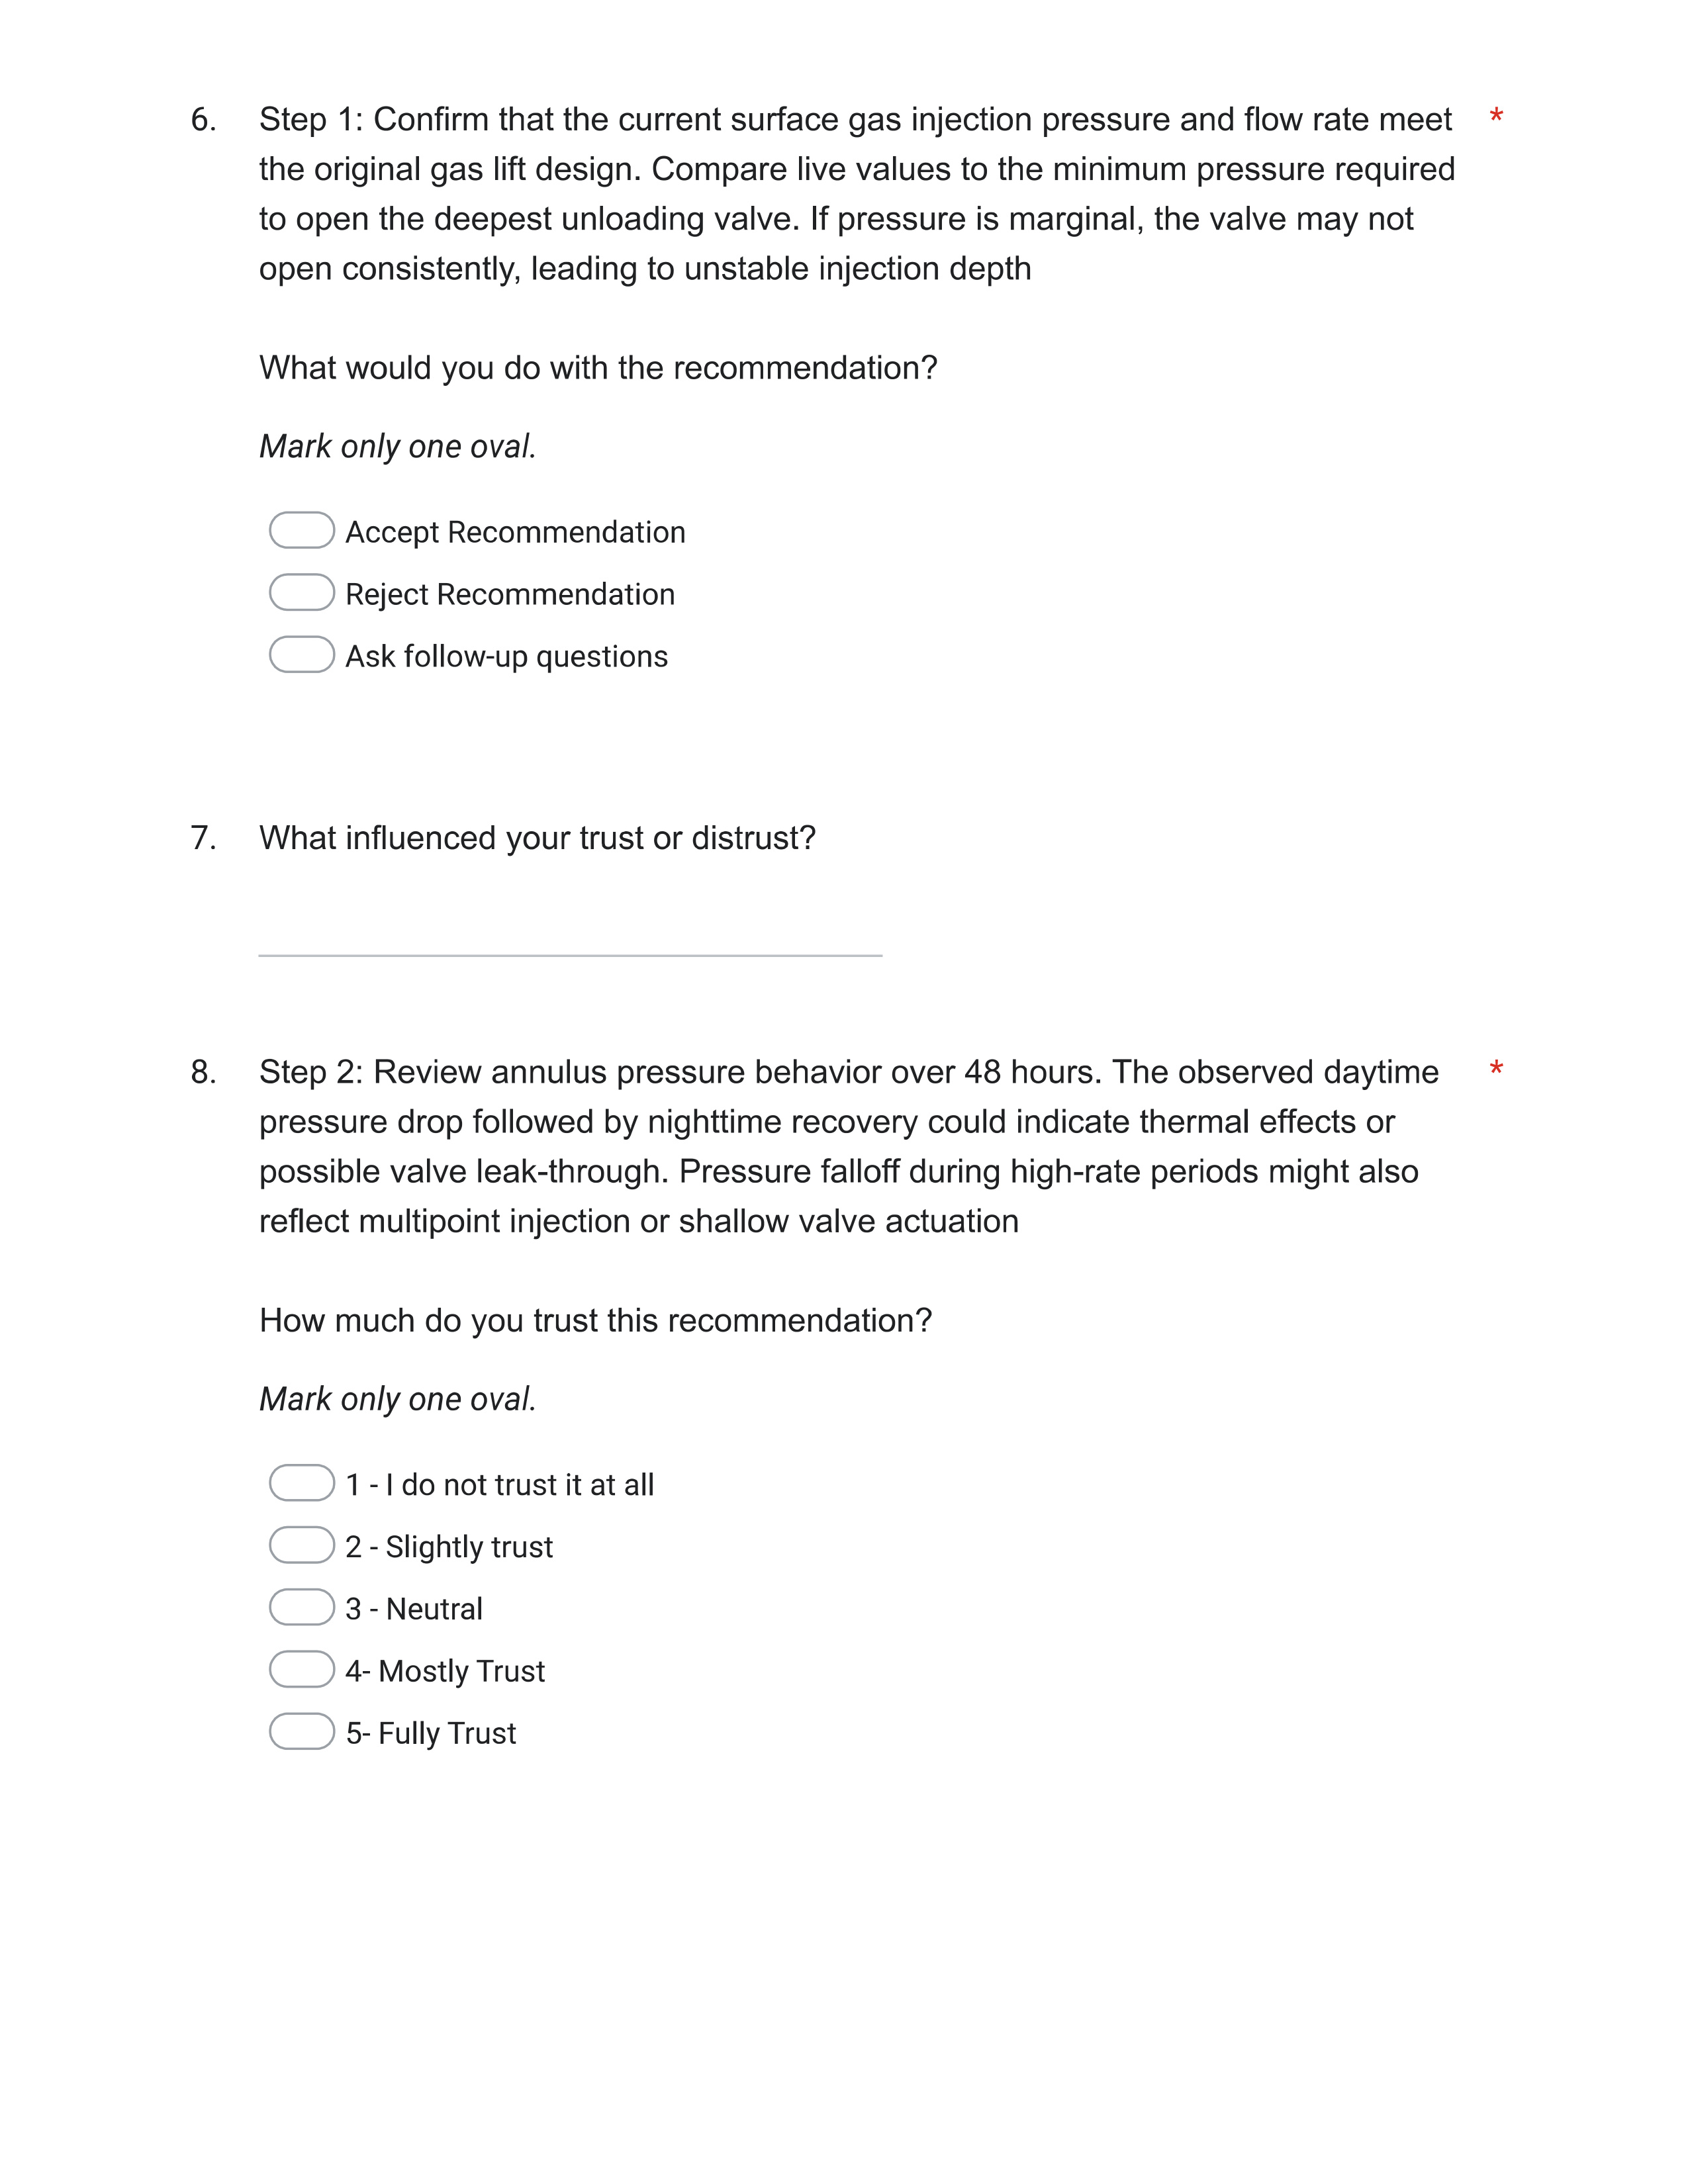 6. Step 1: Confirm that the current surface gas injection pressure and flow rate meet *
the original gas lift design. Compare live values to the minimum pressure required
to open the deepest unloading valve. If pressure is marginal, the valve may not
open consistently, leading to unstable injection depth
What would you do with the recommendation?
Mark only one oval.
Accept Recommendation
Reject Recommendation
Ask follow-up questions
7. What influenced your trust or distrust?
8. Step 2: Review annulus pressure behavior over 48 hours. The observed daytime *
pressure drop followed by nighttime recovery could indicate thermal effects or
possible valve leak-through. Pressure falloff during high-rate periods might also
reflect multipoint injection or shallow valve actuation
How much do you trust this recommendation?
Mark only one oval.
1 - I do not trust it at all
2 - Slightly trust
3 - Neutral
4- Mostly Trust
5- Fully Trust